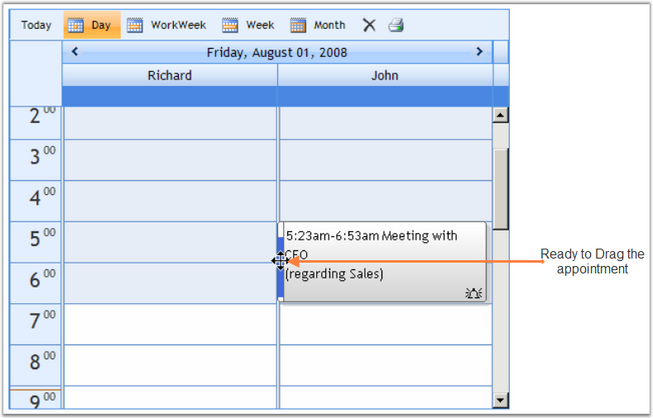 Today Day WorkWeek Week Month
Friday, August 01, 2008
Richard John
2 00
3 00
4 00
5 00
5:23am-6:53am Meeting with
CEO
(regarding Sales)
Ready to Drag the
appointment
6 00
7 00
8 00
9 00